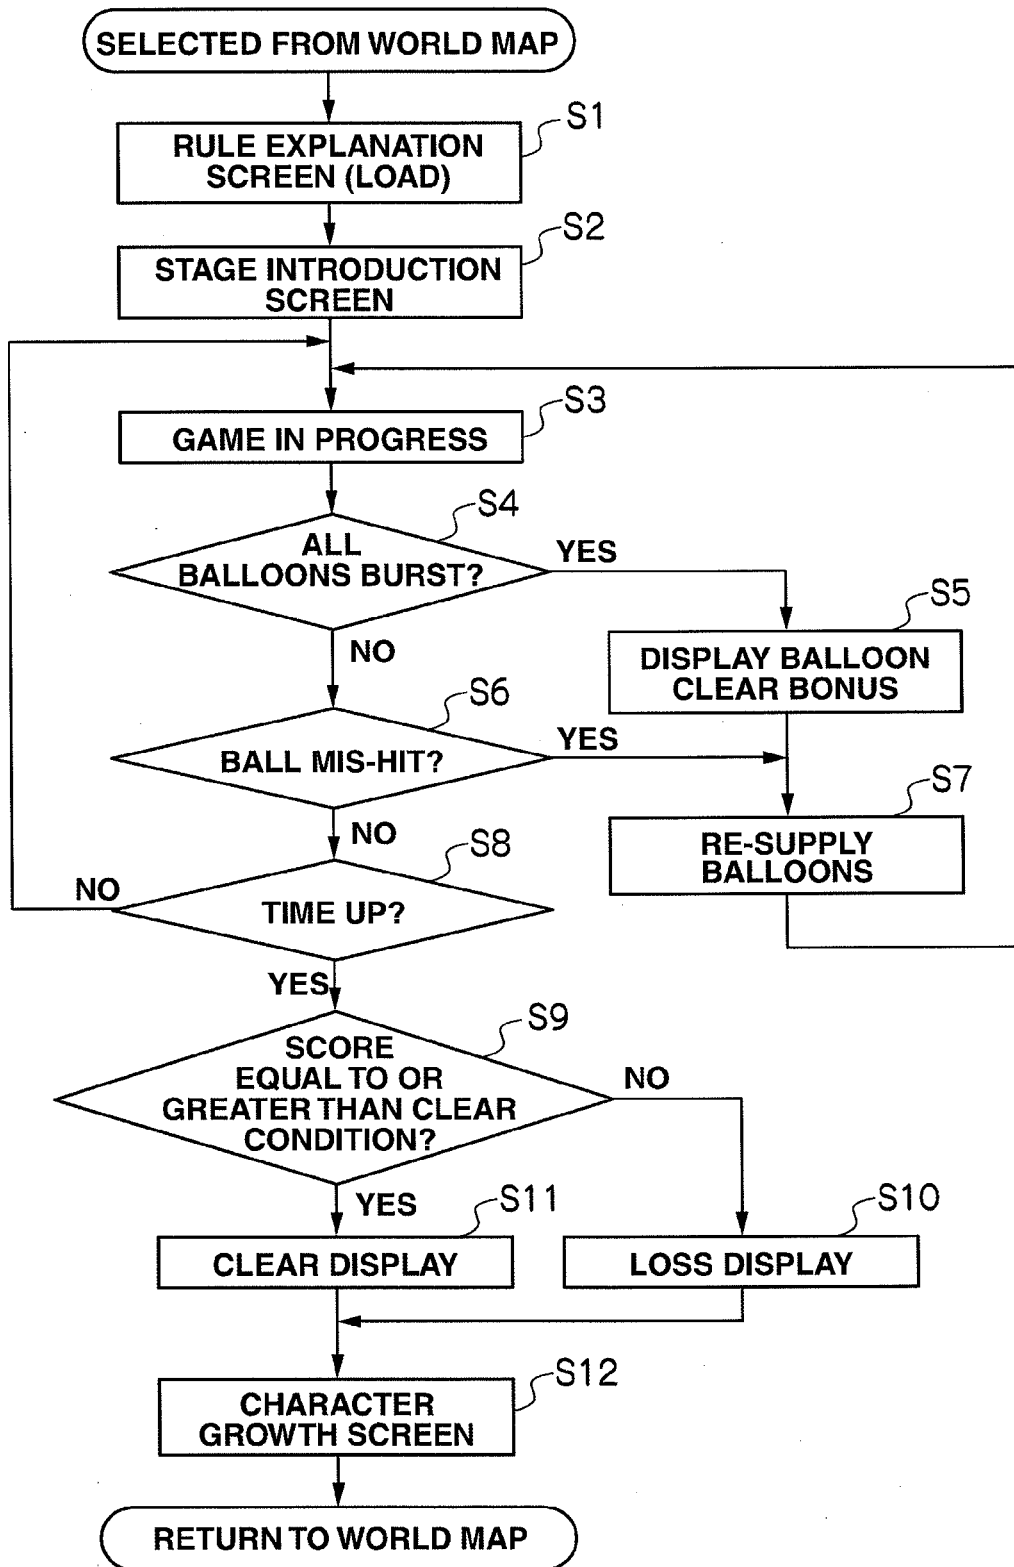 SELECTED FROM WORLD MAP
S1
RULE EXPLANATION
SCREEN (LOAD)
S2
STAGE INTRODUCTION
SCREEN
S3
GAME IN PROGRESS
S4
ALL
BALLOONS BURST?
YES
NO
S5
DISPLAY BALLOON
CLEAR BONUS
S6
BALL MIS-HIT?
YES
NO
S7
RE-SUPPLY
BALLOONS
S8
TIME UP?
NO
YES
S9
SCORE
EQUAL TO OR
GREATER THAN CLEAR
CONDITION?
NO
YES
S11
CLEAR DISPLAY
S10
LOSS DISPLAY
S12
CHARACTER
GROWTH SCREEN
RETURN TO WORLD MAP